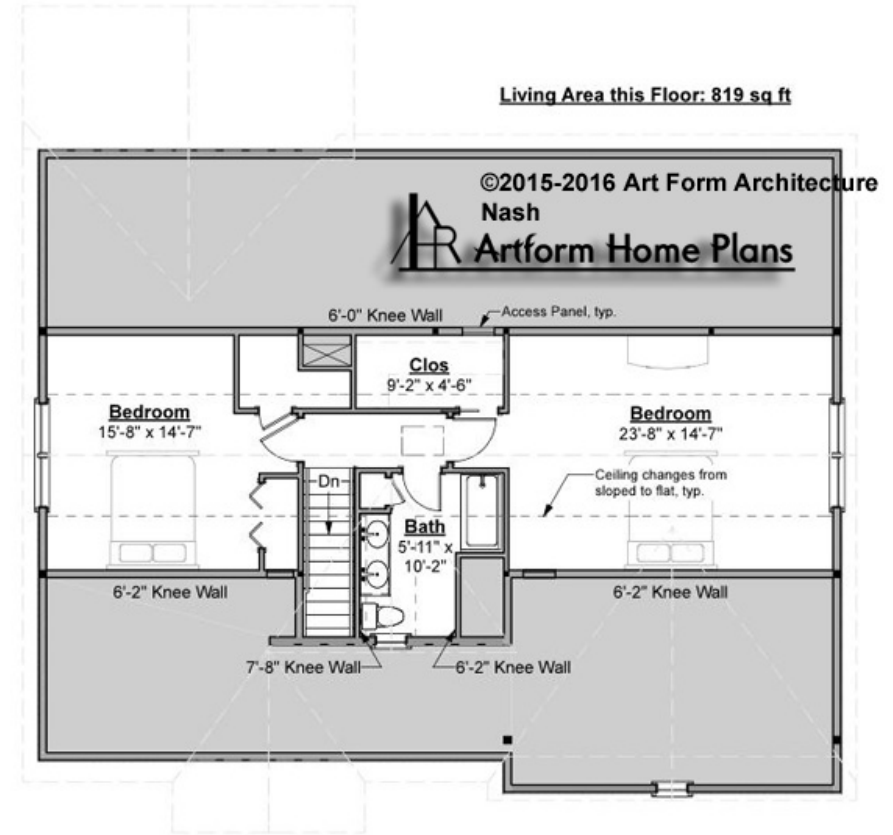 Living Area this Floor: 819 sq ft
©2015-2016 Art Form Architecture
Nash
AHR Artform Home Plans
6'-0" Knee Wall
Access Panel, typ.
Clos
9'-2" x 4'-6"
Bedroom
15'-8" x 14'-7"
Bedroom
23'-8" x 14'-7"
Ceiling changes from
sloped to flat, typ.
Dn
Bath
5'-11" x
10'-2"
6'-2" Knee Wall
6'-2" Knee Wall
7'-8" Knee Wall
6'-2" Knee Wall